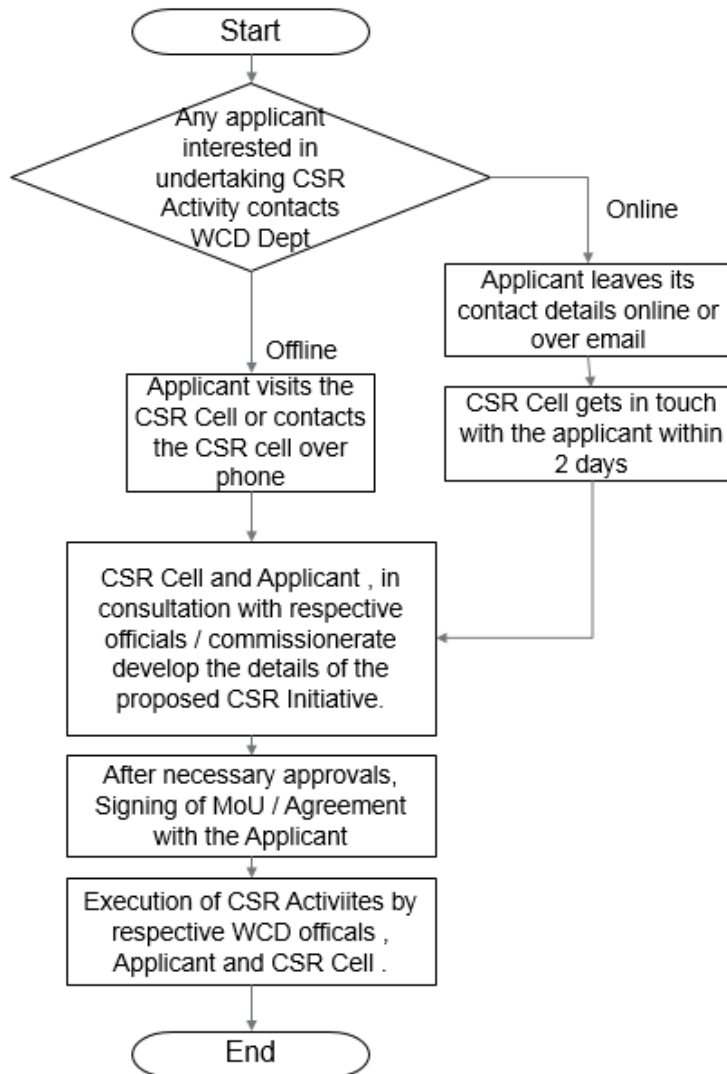 Start
Any applicant
interested in
undertaking CSR
Activity contacts
WCD Dept
Online
Applicant leaves its
contact details online or
over email
Offline
Applicant visits the
CSR Cell or contacts
the CSR cell over
phone
CSR Cell gets in touch
with the applicant within
2 days
CSR Cell and Applicant , in
consultation with respective
officials / commissionerate
develop the details of the
proposed CSR Initiative.
After necessary approvals,
Signing of MoU / Agreement
with the Applicant
Execution of CSR Activiites by
respective WCD officals ,
Applicant and CSR Cell .
End